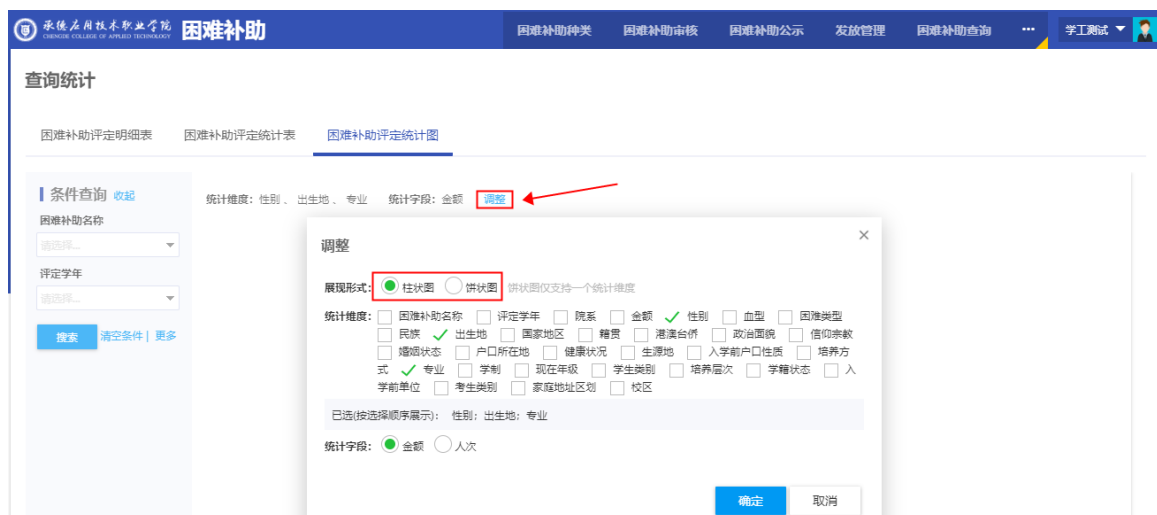 承德应用技术职业学院 困难补助 困难补助种类 困难补助审核 困难补助公示 发放管理 困难补助查询 ··· 学工测试
CHENGDE COLLEGE OF APPLIED TECHNOLOGY
查询统计
困难补助评定明细表 困难补助评定统计表 困难补助评定统计图
条件查询 收起
统计维度：性别 、 出生地 、 专业 统计字段：金额 调整
困难补助名称
请选择...
评定学年
请选择...
搜索 清空条件 | 更多
调整 ×
展现形式： 柱状图 饼状图 饼状图仅支持一个统计维度
统计维度： 困难补助名称 评定学年 院系 金额 性别 血型 困难类型
民族 出生地 国家地区 籍贯 港澳台侨 政治面貌 信仰宗教
婚姻状态 户口所在地 健康状况 生源地 入学前户口性质 培养方
式 专业 学制 现在年级 学生类别 培养层次 学籍状态 入
学前单位 考生类别 家庭地址区划 校区
已选(按选择顺序展示)： 性别；出生地；专业
统计字段： 金额 人次
确定 取消